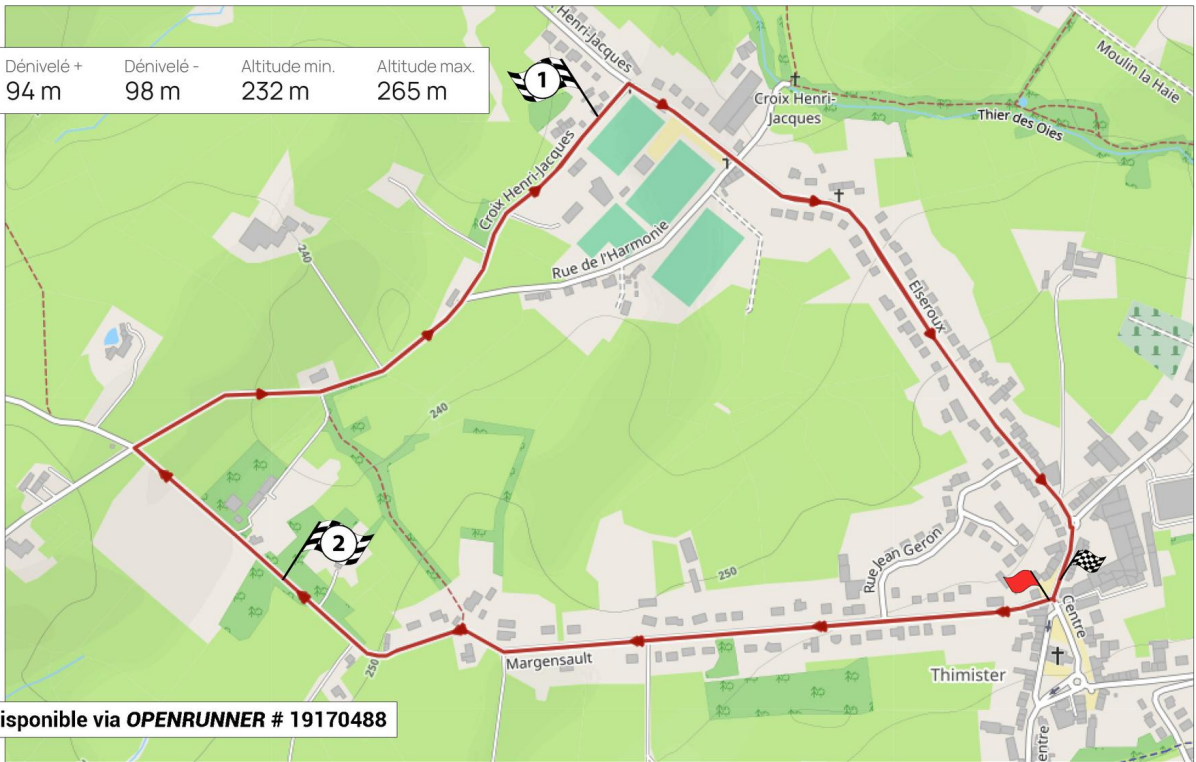 Henri-Jacques
Moulin la Haie
Dénivelé +
Dénivelé -
Altitude min.
Altitude max.
94 m
98 m
232 m
265 m
1
Croix Henri-
Jacques
Thier des Oies
Croix Henri-Jacques
Rue de l'Harmonie
240
Elseroux
240
2
Rue Jean Geron
250
Centre
Margensault
250
Thimister
isponible via OPENRUNNER # 19170488
entre